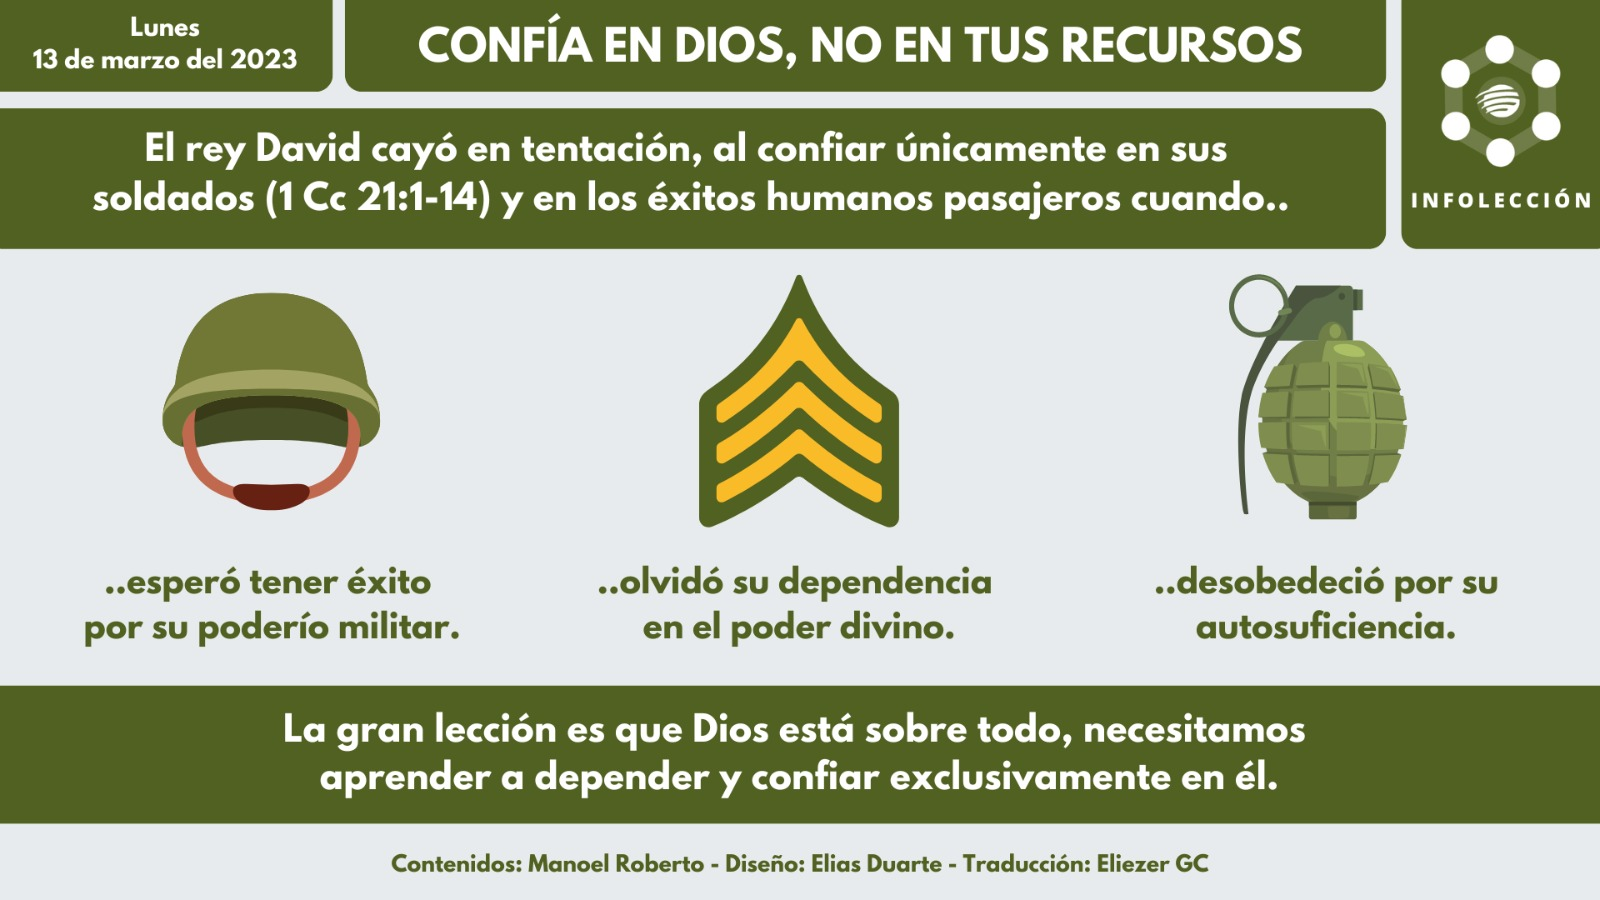 Lunes
13 de marzo del 2023
CONFÍA EN DIOS, NO EN TUS RECURSOS
El rey David cayó en tentación, al confiar únicamente en sus
soldados (1 Cc 21:1-14) y en los éxitos humanos pasajeros cuando..
INFOLECCIÓN
..esperó tener éxito
por su poderío militar.
..olvidó su dependencia
en el poder divino.
..desobedeció por su
autosuficiencia.
La gran lección es que Dios está sobre todo, necesitamos
aprender a depender y confiar exclusivamente en él.
Contenidos: Manoel Roberto - Diseño: Elias Duarte - Traducción: Eliezer GC